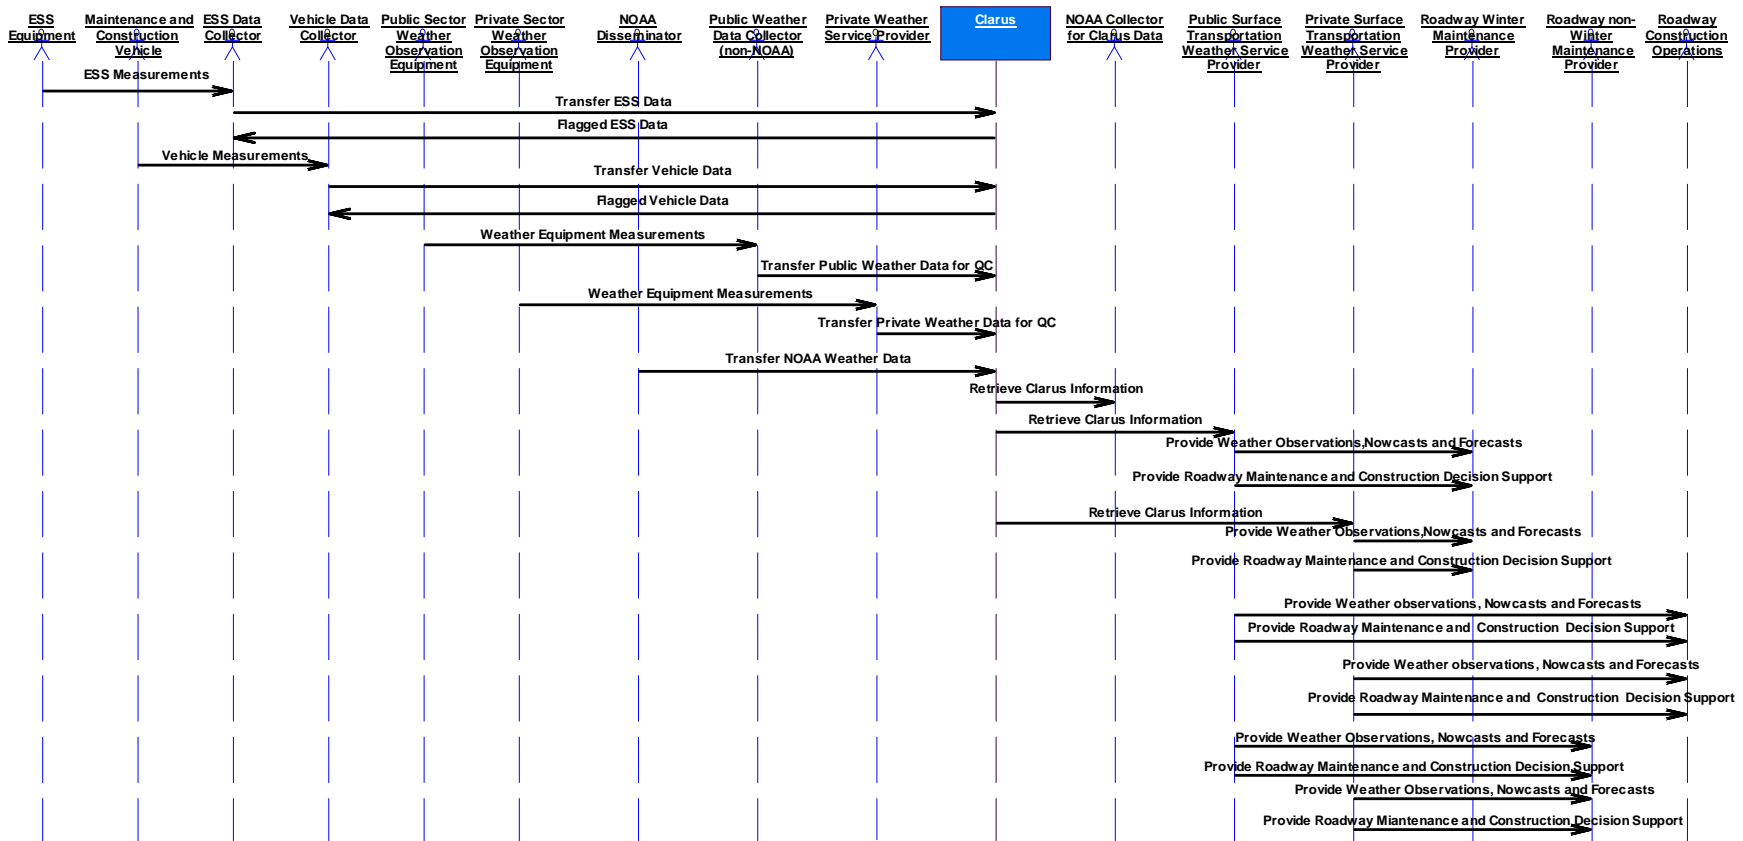 ESS
Equipment
Maintenance and
Construction
Vehicle
ESS Data
Collector
Vehicle Data
Collector
Public Sector
Weather
Observation
Equipment
Private Sector
Weather
Observation
Equipment
NOAA
Disseminator
Public Weather
Data Collector
(non-NOAA)
Private Weather
Service Provider
Clarus
NOAA Collector
for Clarus Data
Public Surface
Transportation
Weather Service
Provider
Private Surface
Transportation
Weather Service
Provider
Roadway Winter
Maintenance
Provider
Roadway non-
Winter
Maintenance
Provider
Roadway
Construction
Operations
ESS Measurements
Transfer ESS Data
Flagged ESS Data
Vehicle Measurements
Transfer Vehicle Data
Flagged Vehicle Data
Weather Equipment Measurements
Transfer Public Weather Data for QC
Weather Equipment Measurements
Transfer Private Weather Data for QC
Transfer NOAA Weather Data
Retrieve Clarus Information
Retrieve Clarus Information
Provide Weather Observations,Nowcasts and Forecasts
Provide Roadway Maintenance and Construction Decision Support
Retrieve Clarus Information
Provide Weather Observations,Nowcasts and Forecasts
Provide Roadway Maintenance and Construction Decision Support
Provide Weather observations, Nowcasts and Forecasts
Provide Roadway Maintenance and Construction Decision Support
Provide Weather observations, Nowcasts and Forecasts
Provide Roadway Maintenance and Construction Decision Support
Provide Weather Observations, Nowcasts and Forecasts
Provide Roadway Maintenance and Construction Decision Support
Provide Weather Observations, Nowcasts and Forecasts
Provide Roadway Miantenance and Construction Decision Support